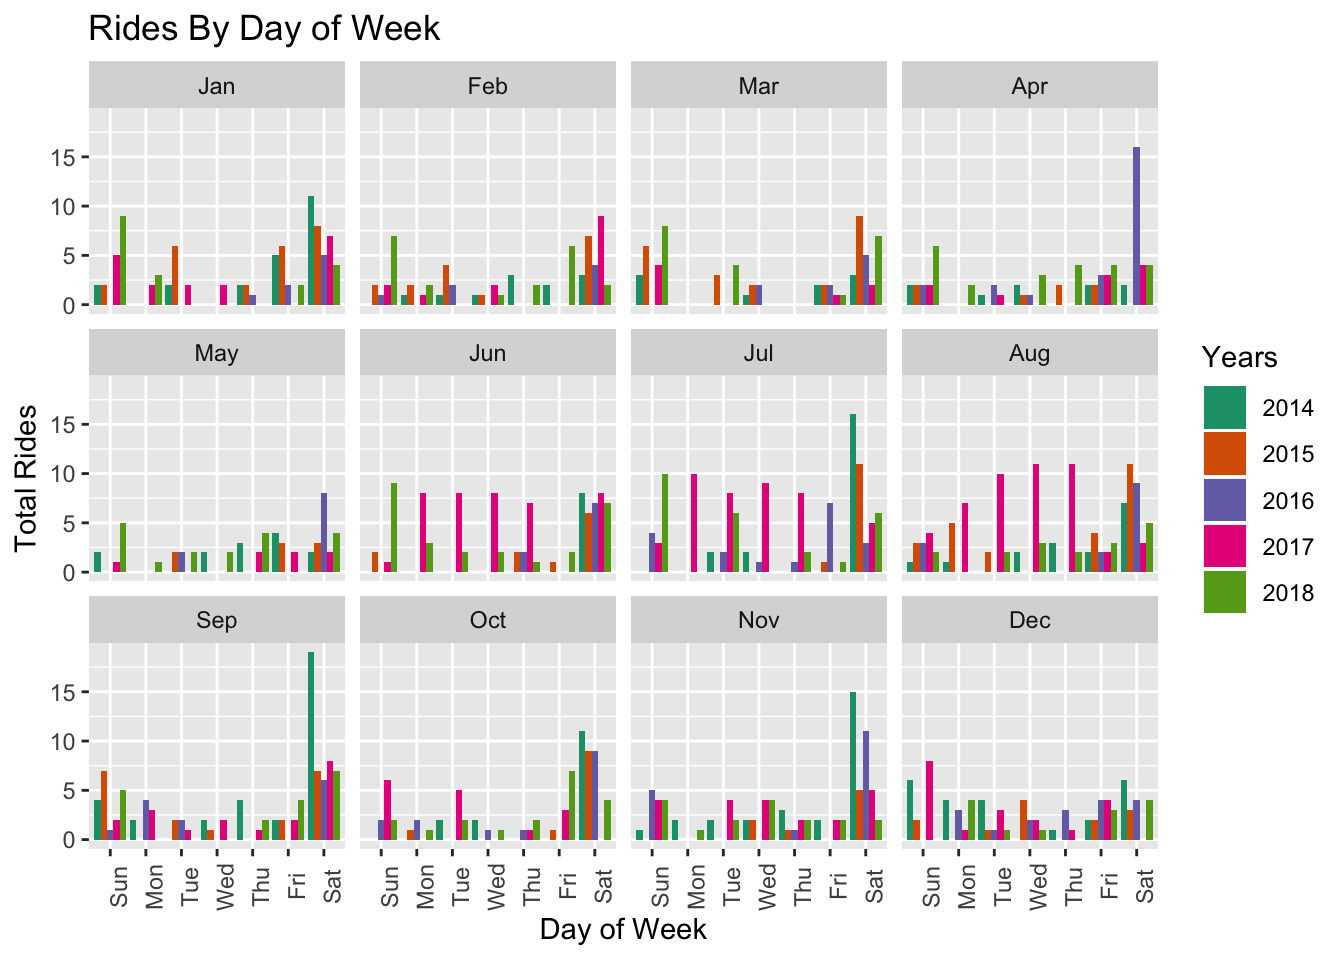 Rides By Day of Week
Jan Feb Mar Apr
15
10
5
0
May Jun Jul Aug
15
10
5
0
Sep Oct Nov Dec
15
10
5
0
Sun Mon Tue Wed Thu Fri Sat Sun Mon Tue Wed Thu Fri Sat Sun Mon Tue Wed Thu Fri Sat Sun Mon Tue Wed Thu Fri Sat
Day of Week
Total Rides
Years
2014
2015
2016
2017
2018